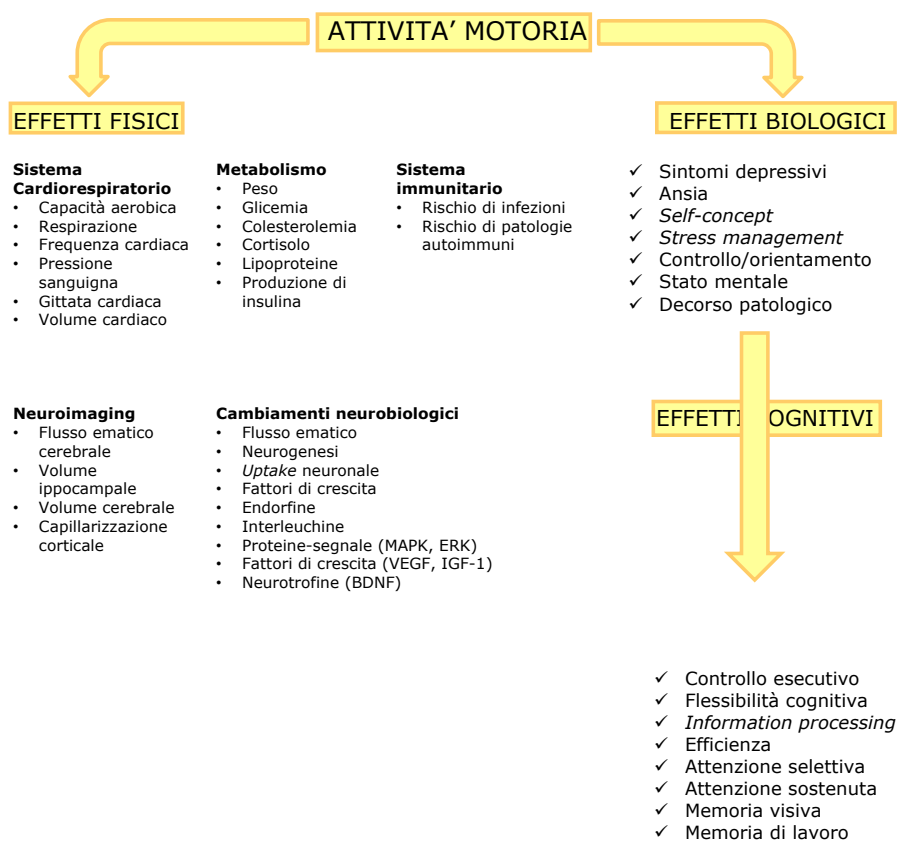 ATTIVITA’ MOTORIA
EFFETTI FISICI
EFFETTI BIOLOGICI
Sistema
Cardiorespiratorio
• Capacità aerobica
• Respirazione
• Frequenza cardiaca
• Pressione
sanguigna
• Gittata cardiaca
• Volume cardiaco
Metabolismo
• Peso
• Glicemia
• Colesterolemia
• Cortisolo
• Lipoproteine
• Produzione di
insulina
Sistema
immunitario
• Rischio di infezioni
• Rischio di patologie
autoimmuni
✓ Sintomi depressivi
✓ Ansia
✓ Self-concept
✓ Stress management
✓ Controllo/orientamento
✓ Stato mentale
✓ Decorso patologico
Neuroimaging
• Flusso ematico
cerebrale
• Volume
ippocampale
• Volume cerebrale
• Capillarizzazione
corticale
Cambiamenti neurobiologici
• Flusso ematico
• Neurogenesi
• Uptake neuronale
• Fattori di crescita
• Endorfine
• Interleuchine
• Proteine-segnale (MAPK, ERK)
• Fattori di crescita (VEGF, IGF-1)
• Neurotrofine (BDNF)
EFFETTI OGNITIVI
✓ Controllo esecutivo
✓ Flessibilità cognitiva
✓ Information processing
✓ Efficienza
✓ Attenzione selettiva
✓ Attenzione sostenuta
✓ Memoria visiva
✓ Memoria di lavoro